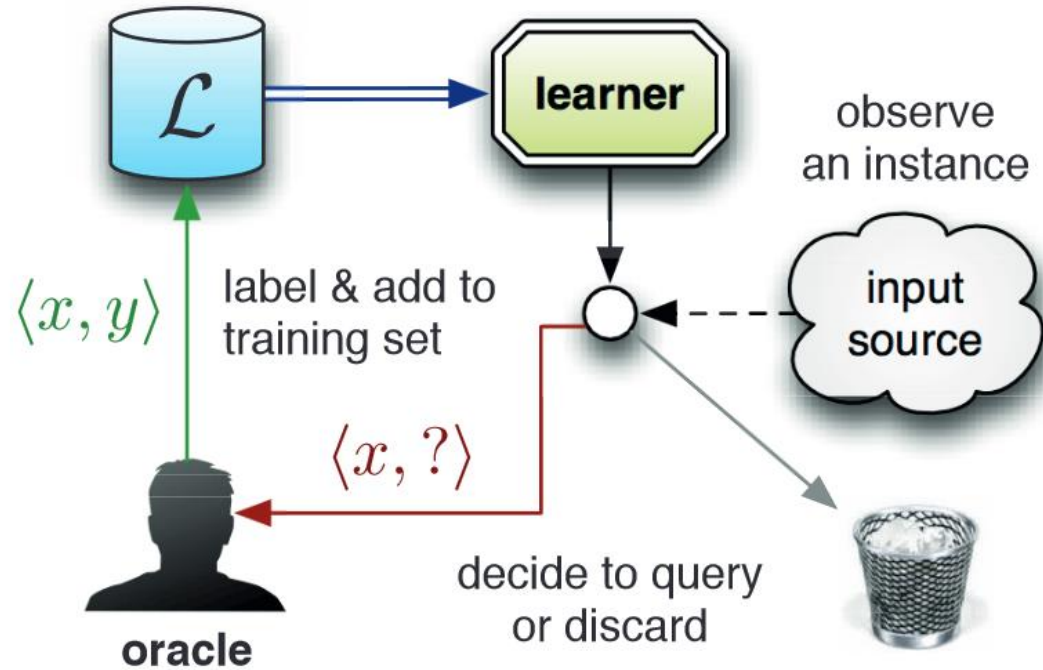 ℒ
learner
observe
an instance
⟨x, y⟩
label & add to
training set
input
source
⟨x, ?⟩
decide to query
or discard
oracle